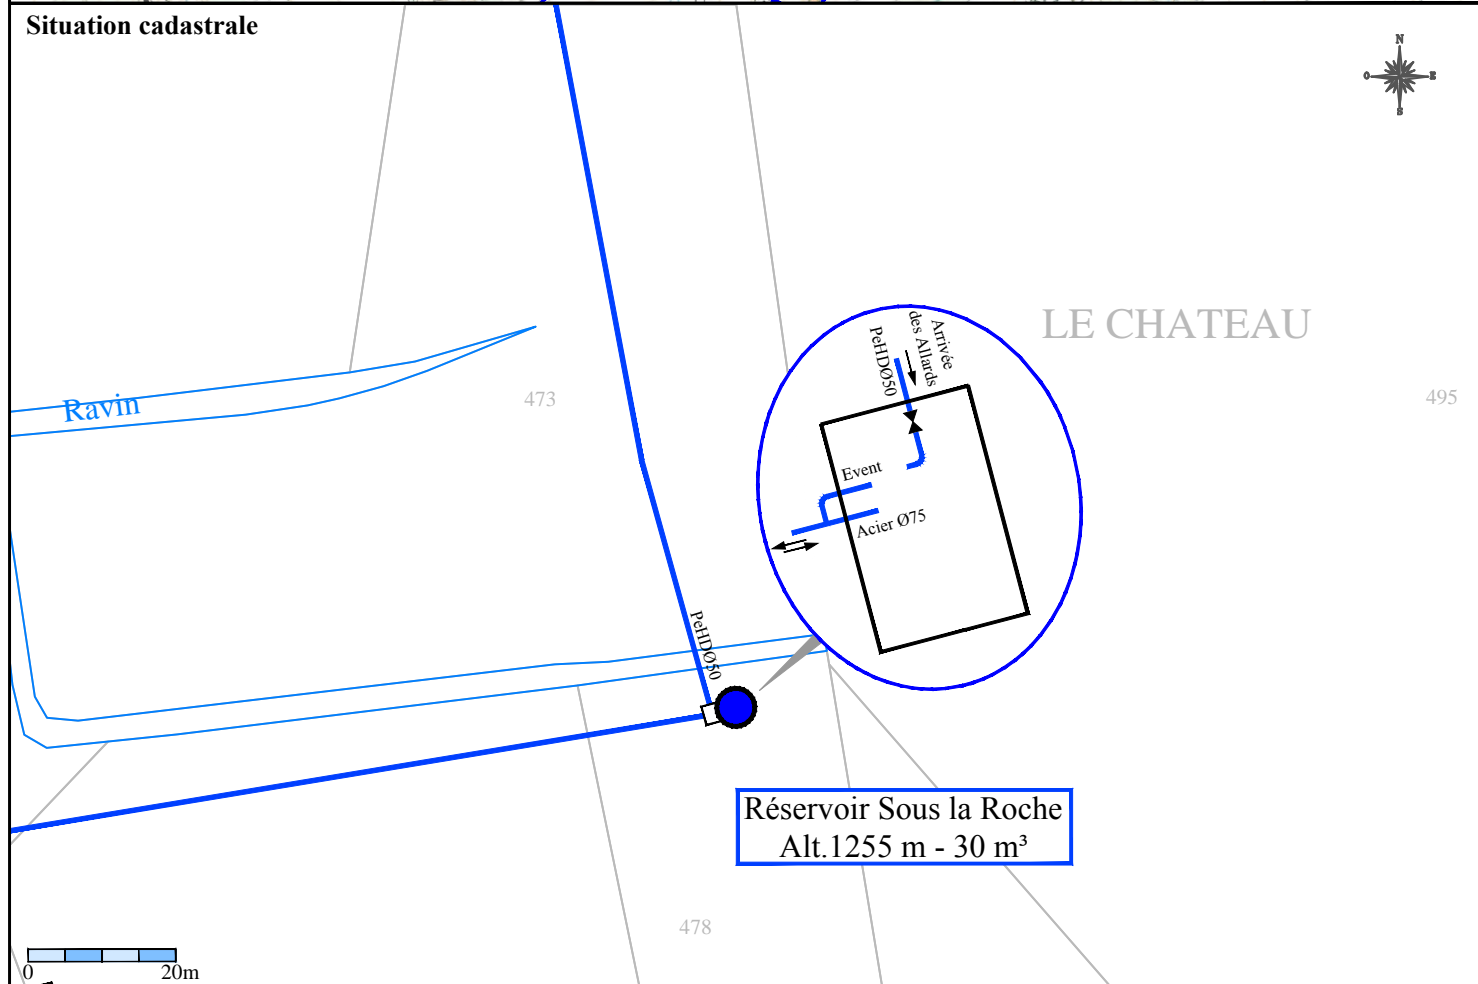 Situation cadastrale
N
O
E
S
LE CHATEAU
Arrivée
des Allards
PeHDØ50
473
495
Ravin
Event
Acier Ø75
PeHDØ50
Réservoir Sous la Roche
Alt.1255 m - 30 m³
478
0
20m